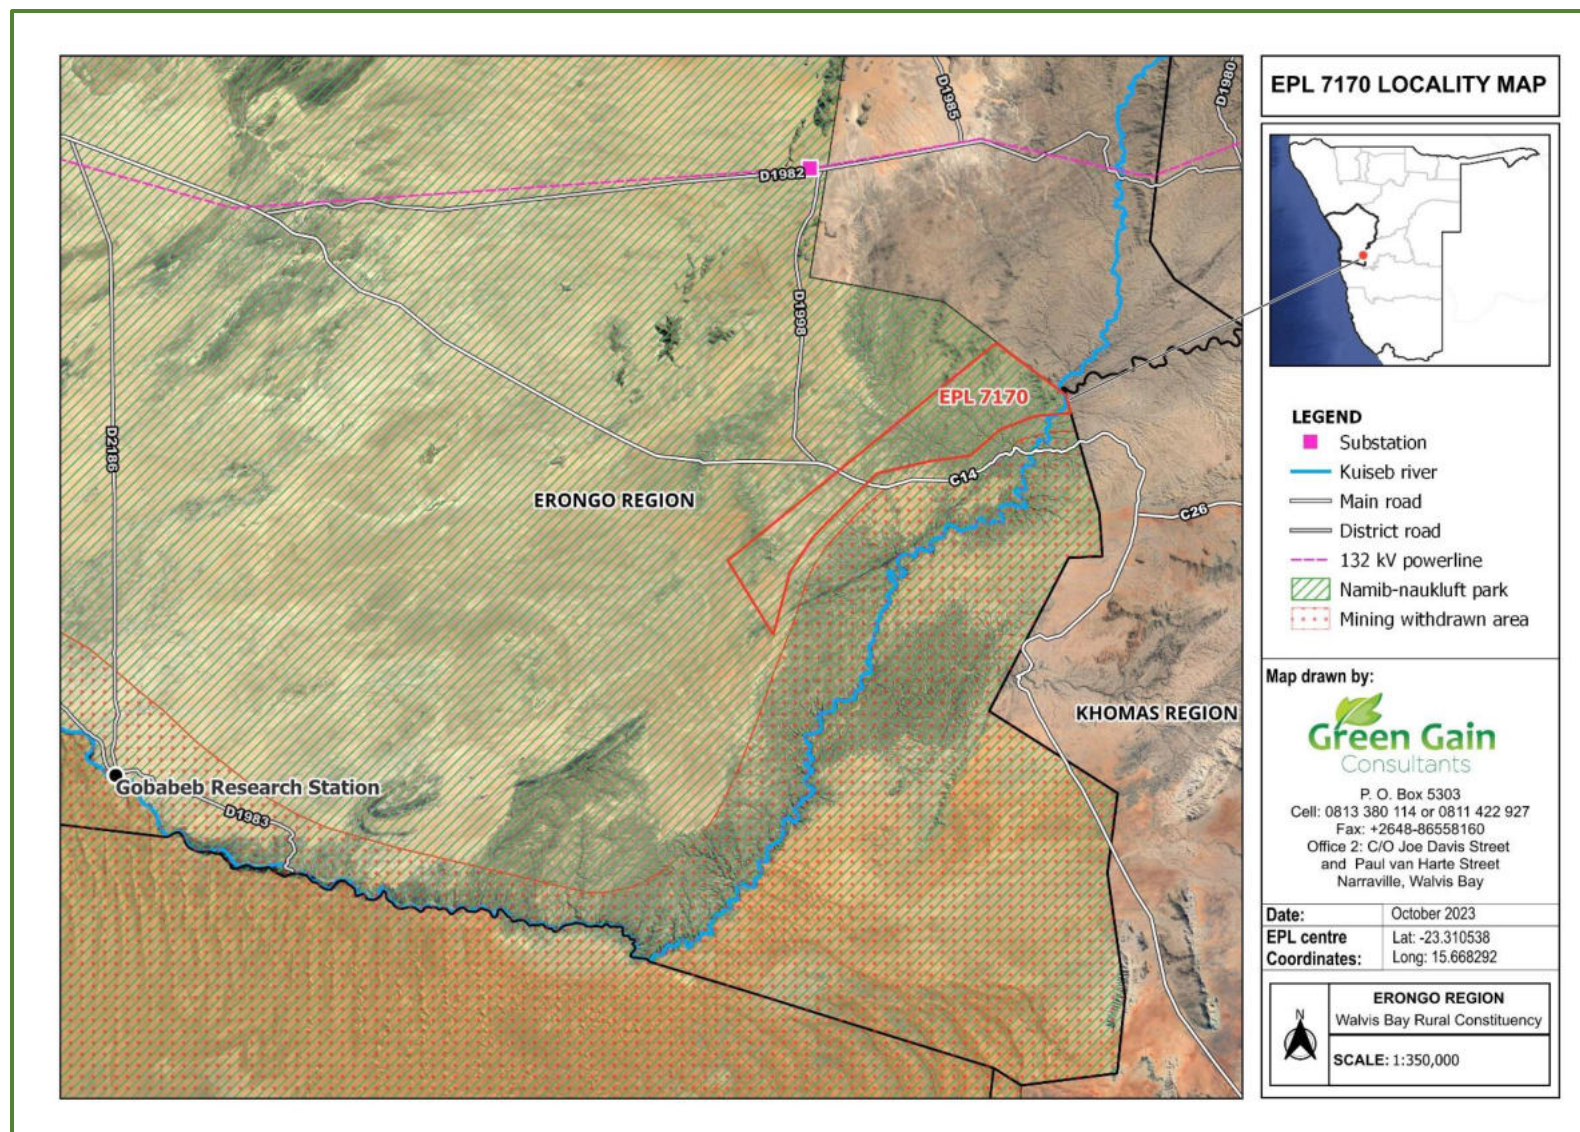 EPL 7170 LOCALITY MAP
D1985
D1980
D1982
D1998
EPL 7170
D2186
C14
ERONGO REGION
C26
KHOMAS REGION
Gobabeb Research Station
D1983
LEGEND
Substation
Kuiseb river
Main road
District road
132 kV powerline
Namib-naukluft park
Mining withdrawn area
Map drawn by:
Green Gain
Consultants
P. O. Box 5303
Cell: 0813 380 114 or 0811 422 927
Fax: +2648-86558160
Office 2: C/O Joe Davis Street
and Paul van Harte Street
Narraville, Walvis Bay
Date: October 2023
EPL centre Lat: -23.310538
Coordinates: Long: 15.668292
N
ERONGO REGION
Walvis Bay Rural Constituency
SCALE: 1:350,000